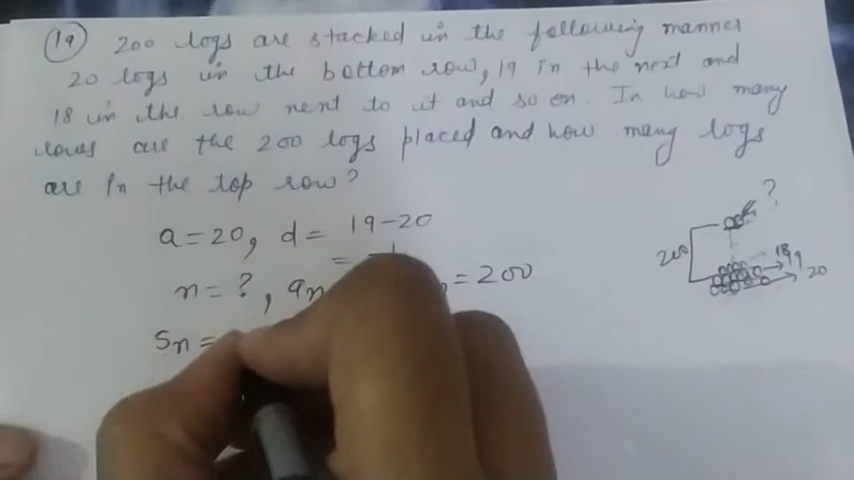 19 200 logs are stacked in the following manner
20 logs in the bottom row, 19 in the next and
18 in the row next to it and so on. In how many
rows are the 200 logs placed and how many logs
are in the top row?
a = 20, d = 19-20
=
n = ?, an = 200
Sn =
?
200
18
19
20